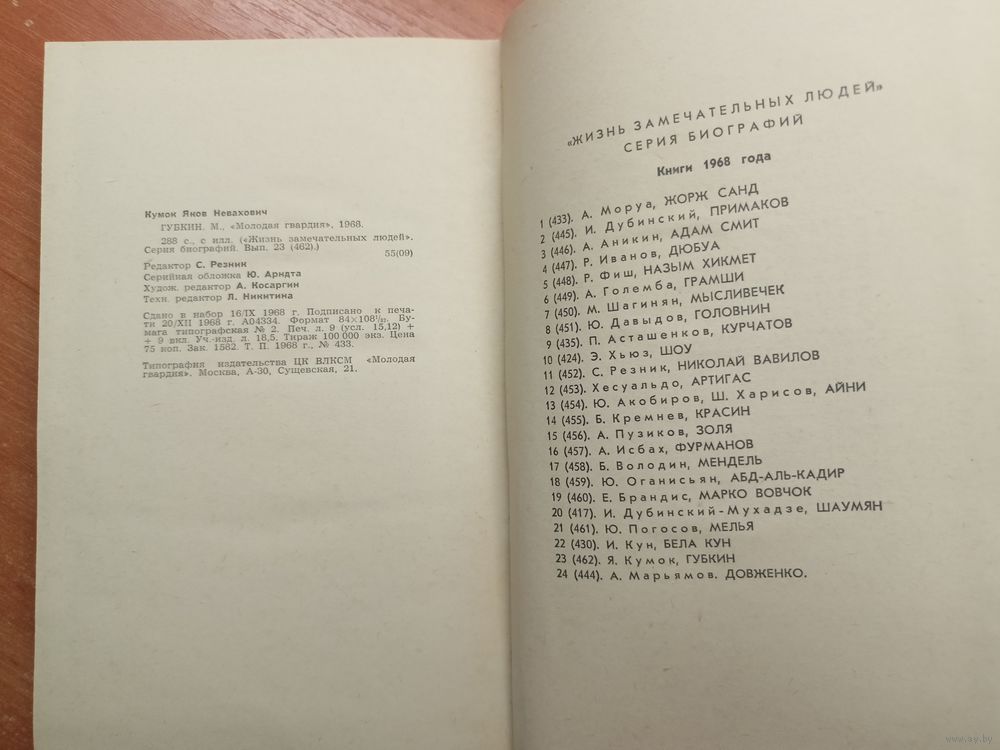 Кумок Яков Невахович
ГУБКИН. М., «Молодая гвардия», 1968.
288 с., с илл. («Жизнь замечательных людей».
Серия биографий. Вып. 23 (462).)
55(09)
Редактор С. Резник
Серийная обложка Ю. Арндта
Худож. редактор А. Косаргин
Техн. редактор Л. Никитина
Сдано в набор 16/IX 1968 г. Подписано к печа-
ти 20/XII 1968 г. А04334. Формат 84×108¹/₃₂. Бу-
мага типографская № 2. Печ. л. 9 (усл. 15,12) +
+ 9 вкл. Уч.-изд. л. 18,5. Тираж 100 000 экз. Цена
75 коп. Зак. 1582. Т. П. 1968 г., № 433.
Типография издательства ЦК ВЛКСМ «Молодая
гвардия». Москва, А-30, Сущевская, 21.
«ЖИЗНЬ ЗАМЕЧАТЕЛЬНЫХ ЛЮДЕЙ»
СЕРИЯ БИОГРАФИЙ
Книги 1968 года
1 (433). А. Моруа, ЖОРЖ САНД
2 (445). И. Дубинский, ПРИМАКОВ
3 (446). А. Аникин, АДАМ СМИТ
4 (447). Р. Иванов, ДЮБУА
5 (448). Р. Фиш, НАЗЫМ ХИКМЕТ
6 (449). А. Големба, ГРАМШИ
7 (450). М. Шагинян, МЫСЛИВЕЧЕК
8 (451). Ю. Давыдов, ГОЛОВНИН
9 (435). П. Асташенков, КУРЧАТОВ
10 (424). Э. Хьюз, ШОУ
11 (452). С. Резник, НИКОЛАЙ ВАВИЛОВ
12 (453). Хесуальдо, АРТИГАС
13 (454). Ю. Акобиров, Ш. Харисов, АЙНИ
14 (455). Б. Кремнев, КРАСИН
15 (456). А. Пузиков, ЗОЛЯ
16 (457). А. Исбах, ФУРМАНОВ
17 (458). Б. Володин, МЕНДЕЛЬ
18 (459). Ю. Оганисьян, АБД-АЛЬ-КАДИР
19 (460). Е. Брандис, МАРКО ВОВЧОК
20 (417). И. Дубинский-Мухадзе, ШАУМЯН
21 (461). Ю. Погосов, МЕЛЬЯ
22 (430). И. Кун, БЕЛА КУН
23 (462). Я. Кумок, ГУБКИН
24 (444). А. Марьямов. ДОВЖЕНКО.
www.ay.by